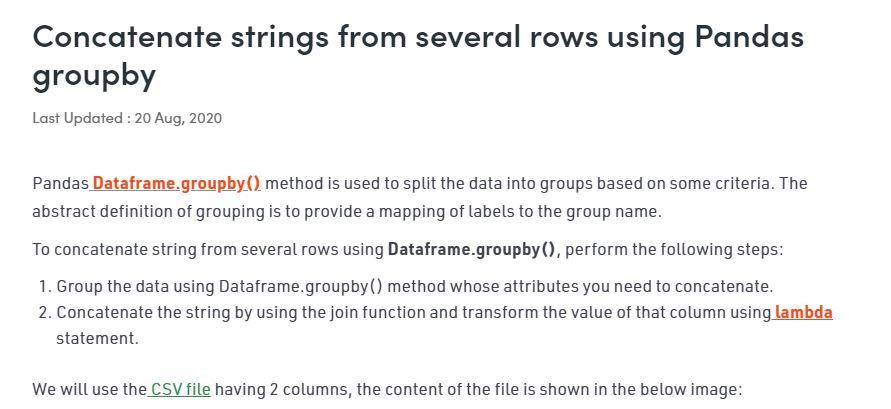 Concatenate strings from several rows using Pandas
groupby
Last Updated : 20 Aug, 2020
Pandas Dataframe.groupby() method is used to split the data into groups based on some criteria. The
abstract definition of grouping is to provide a mapping of labels to the group name.
To concatenate string from several rows using Dataframe.groupby(), perform the following steps:
1. Group the data using Dataframe.groupby() method whose attributes you need to concatenate.
2. Concatenate the string by using the join function and transform the value of that column using lambda
statement.
We will use the CSV file having 2 columns, the content of the file is shown in the below image: